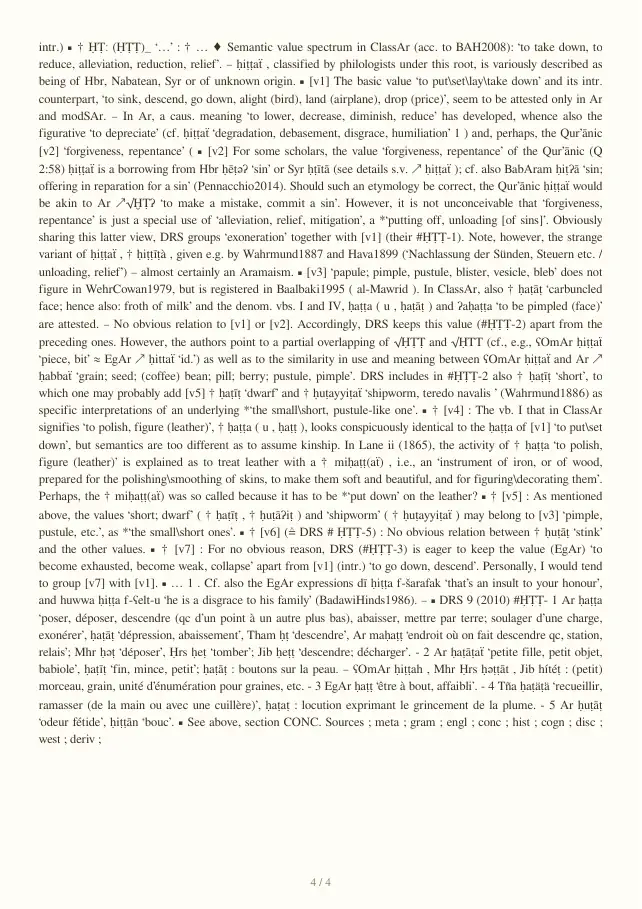 intr.) ▪ † ḤṬ: (ḤṬṬ)_ ‘…’ : † … ♦ Semantic value spectrum in ClassAr (acc. to BAH2008): ‘to take down, to
reduce, alleviation, reduction, relief’. – ḥiṭṭaẗ , classified by philologists under this root, is variously described as
being of Hbr, Nabatean, Syr or of unknown origin. ▪ [v1] The basic value ‘to put\set\lay\take down’ and its intr.
counterpart, ‘to sink, descend, go down, alight (bird), land (airplane), drop (price)’, seem to be attested only in Ar
and modSAr. – In Ar, a caus. meaning ‘to lower, decrease, diminish, reduce’ has developed, whence also the
figurative ‘to depreciate’ (cf. ḥiṭṭaẗ ‘degradation, debasement, disgrace, humiliation’ 1 ) and, perhaps, the Qurʾānic
[v2] ‘forgiveness, repentance’ ( ▪ [v2] For some scholars, the value ‘forgiveness, repentance’ of the Qurʾānic (Q
2:58) ḥiṭṭaẗ is a borrowing from Hbr ḥēṭəʔ ‘sin’ or Syr ḥṭītā (see details s.v. ↗ ḥiṭṭaẗ ); cf. also BabAram ḥiṭʔā ‘sin;
offering in reparation for a sin’ (Pennacchio2014). Should such an etymology be correct, the Qurʾānic ḥiṭṭaẗ would
be akin to Ar ↗√ḪṬʔ ‘to make a mistake, commit a sin’. However, it is not unconceivable that ‘forgiveness,
repentance’ is just a special use of ‘alleviation, relief, mitigation’, a *‘putting off, unloading [of sins]’. Obviously
sharing this latter view, DRS groups ‘exoneration’ together with [v1] (their #ḤṬṬ-1). Note, however, the strange
variant of ḥiṭṭaẗ , † ḥiṭṭīṭà , given e.g. by Wahrmund1887 and Hava1899 (‘Nachlassung der Sünden, Steuern etc. /
unloading, relief’) – almost certainly an Aramaism. ▪ [v3] ‘papule; pimple, pustule, blister, vesicle, bleb’ does not
figure in WehrCowan1979, but is registered in Baalbaki1995 ( al-Mawrid ). In ClassAr, also † ḥaṭāṭ ‘carbuncled
face; hence also: froth of milk’ and the denom. vbs. I and IV, ḥaṭṭa ( u , ḥaṭāṭ ) and ʔaḥaṭṭa ‘to be pimpled (face)’
are attested. – No obvious relation to [v1] or [v2]. Accordingly, DRS keeps this value (#ḤṬṬ-2) apart from the
preceding ones. However, the authors point to a partial overlapping of √ḤṬṬ and √ḤTT (cf., e.g., ʕOmAr ḥiṭṭaẗ
‘piece, bit’ ≈ EgAr ↗ ḥittaẗ ‘id.’) as well as to the similarity in use and meaning between ʕOmAr ḥiṭṭaẗ and Ar ↗
ḥabbaẗ ‘grain; seed; (coffee) bean; pill; berry; pustule, pimple’. DRS includes in #ḤṬṬ-2 also † ḥaṭīṭ ‘short’, to
which one may probably add [v5] † ḥaṭīṭ ‘dwarf’ and † ḥuṭayyiṭaẗ ‘shipworm, teredo navalis ’ (Wahrmund1886) as
specific interpretations of an underlying *‘the small\short, pustule-like one’. ▪ † [v4] : The vb. I that in ClassAr
signifies ‘to polish, figure (leather)’, † ḥaṭṭa ( u , ḥaṭṭ ), looks conspicuously identical to the ḥaṭṭa of [v1] ‘to put\set
down’, but semantics are too different as to assume kinship. In Lane ii (1865), the activity of † ḥaṭṭa ‘to polish,
figure (leather)’ is explained as to treat leather with a † miḥaṭṭ(aẗ) , i.e., an ‘instrument of iron, or of wood,
prepared for the polishing\smoothing of skins, to make them soft and beautiful, and for figuring\decorating them’.
Perhaps, the † miḥaṭṭ(aẗ) was so called because it has to be *‘put down’ on the leather? ▪ † [v5] : As mentioned
above, the values ‘short; dwarf’ ( † ḥaṭīṭ , † ḥuṭāʔiṭ ) and ‘shipworm’ ( † ḥuṭayyiṭaẗ ) may belong to [v3] ‘pimple,
pustule, etc.’, as *‘the small\short ones’. ▪ † [v6] (≙ DRS # ḤṬṬ-5) : No obvious relation between † ḥuṭāṭ ‘stink’
and the other values. ▪ † [v7] : For no obvious reason, DRS (#ḤṬṬ-3) is eager to keep the value (EgAr) ‘to
become exhausted, become weak, collapse’ apart from [v1] (intr.) ‘to go down, descend’. Personally, I would tend
to group [v7] with [v1]. ▪ … 1 . Cf. also the EgAr expressions dī ḥiṭṭa f-šarafak ‘that’s an insult to your honour’,
and huwwa ḥiṭṭa f-ʕelt-u ‘he is a disgrace to his family’ (BadawiHinds1986). – ▪ DRS 9 (2010) #ḤṬṬ- 1 Ar ḥaṭṭa
‘poser, déposer, descendre (qc d’un point à un autre plus bas), abaisser, mettre par terre; soulager d’une charge,
exonérer’, ḥaṭāṭ ‘dépression, abaissement’, Tham ḥṭ ‘descendre’, Ar maḥaṭṭ ‘endroit où on fait descendre qc, station,
relais’; Mhr ḥəṭ ‘déposer’, Ḥrs ḥeṭ ‘tomber’; Jib ḥeṭṭ ‘descendre; décharger’. - 2 Ar ḥaṭāṭaẗ ‘petite fille, petit objet,
babiole’, ḥaṭīṭ ‘fin, mince, petit’; ḥaṭāṭ : boutons sur la peau. – ʕOmAr ḥiṭṭah , Mhr Ḥrs ḥəṭṭāt , Jib ḥíṭéṭ : (petit)
morceau, grain, unité d’énumération pour graines, etc. - 3 EgAr ḥaṭṭ ‘être à bout, affaibli’. - 4 Tña ḥaṭäṭä ‘recueillir,
ramasser (de la main ou avec une cuillère)’, ḥaṭaṭ : locution exprimant le grincement de la plume. - 5 Ar ḥuṭāṭ
‘odeur fétide’, ḥiṭṭān ‘bouc’. ▪ See above, section CONC. Sources ; meta ; gram ; engl ; conc ; hist ; cogn ; disc ;
west ; deriv ;
4 / 4